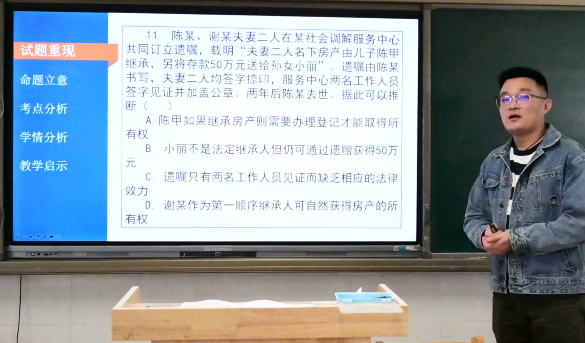 试题重现
命题立意
考点分析
学情分析
教学启示
11. 陈某、谢某夫妻二人在某社会调解服务中心
共同订立遗嘱，载明“夫妻二人名下房产由儿子陈甲
继承，另将存款50万元送给孙女小丽”。遗嘱由陈某
书写，夫妻二人均签字捺印，服务中心两名工作人员
签字见证并加盖公章。两年后陈某去世。据此可以推
断（ ）
A 陈甲如果继承房产则需要办理登记才能取得所
有权
B 小丽不是法定继承人但仍可通过遗赠获得50万
元
C 遗嘱只有两名工作人员见证而缺乏相应的法律
效力
D. 谢某作为第一顺序继承人可自然获得房产的所
有权